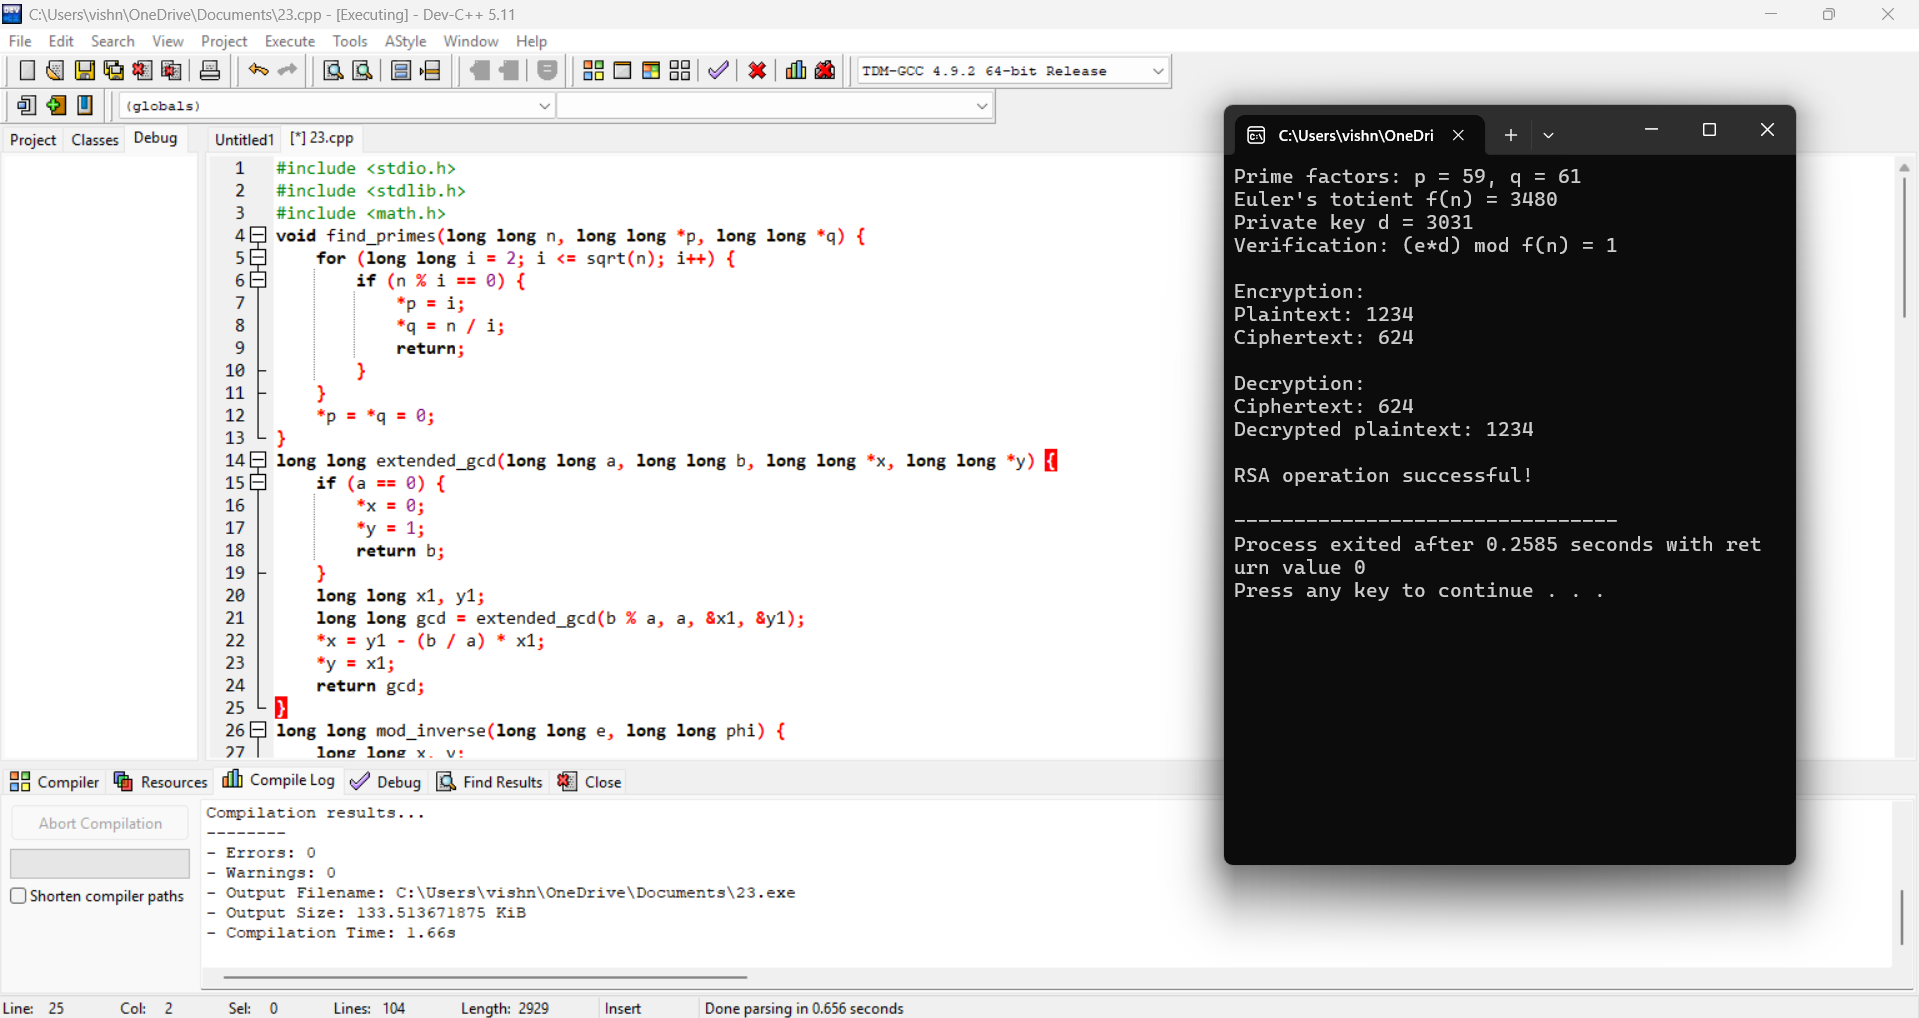 C:\Users\vishn\OneDrive\Documents\23.cpp - [Executing] - Dev-C++ 5.11
File Edit Search View Project Execute Tools AStyle Window Help
TDM-GCC 4.9.2 64-bit Release
(globals)
Project Classes Debug
Untitled1 [*] 23.cpp
1 #include <stdio.h>
2 #include <stdlib.h>
3 #include <math.h>
4 void find_primes(long long n, long long *p, long long *q) {
5 for (long long i = 2; i <= sqrt(n); i++) {
6 if (n % i == 0) {
7 *p = i;
8 *q = n / i;
9 return;
10 }
11 }
12 *p = *q = 0;
13 }
14 long long extended_gcd(long long a, long long b, long long *x, long long *y) {
15 if (a == 0) {
16 *x = 0;
17 *y = 1;
18 return b;
19 }
20 long long x1, y1;
21 long long gcd = extended_gcd(b % a, a, &x1, &y1);
22 *x = y1 - (b / a) * x1;
23 *y = x1;
24 return gcd;
25 }
26 long long mod_inverse(long long e, long long phi) {
27 long long x, y;
C:\Users\vishn\OneDri
Prime factors: p = 59, q = 61
Euler's totient f(n) = 3480
Private key d = 3031
Verification: (e*d) mod f(n) = 1
Encryption:
Plaintext: 1234
Ciphertext: 624
Decryption:
Ciphertext: 624
Decrypted plaintext: 1234
RSA operation successful!
--------------------------------
Process exited after 0.2585 seconds with ret
urn value 0
Press any key to continue . . .
Compiler Resources Compile Log Debug Find Results Close
Abort Compilation
Shorten compiler paths
Compilation results...
--------
- Errors: 0
- Warnings: 0
- Output Filename: C:\Users\vishn\OneDrive\Documents\23.exe
- Output Size: 133.513671875 KiB
- Compilation Time: 1.66s
Line: 25 Col: 2 Sel: 0 Lines: 104 Length: 2929 Insert Done parsing in 0.656 seconds